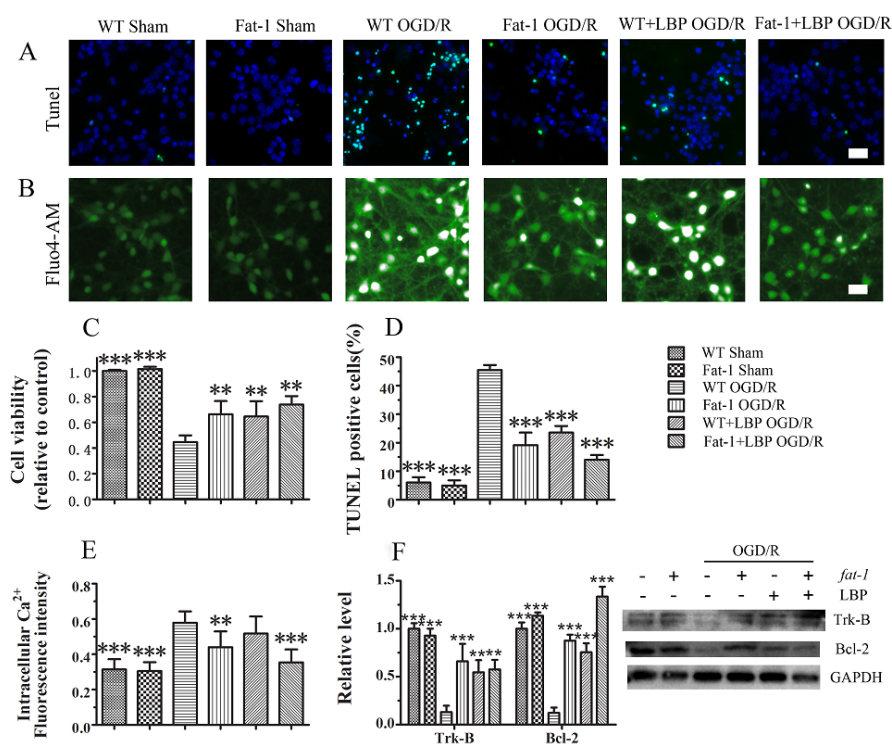 WT Sham Fat-1 Sham WT OGD/R Fat-1 OGD/R WT+LBP OGD/R Fat-1+LBP OGD/R
A
Tunel
B
Fluo4-AM
C
Cell viability
(relative to control)
1.0
0.8
0.6
0.4
0.2
0.0
*** *** ** ** **
D
TUNEL positive cells(%)
50
40
30
20
10
0
*** *** *** *** ***
WT Sham
Fat-1 Sham
WT OGD/R
Fat-1 OGD/R
WT+LBP OGD/R
Fat-1+LBP OGD/R
E
Intracellular Ca2+
Fluorescence intensity
0.8
0.6
0.4
0.2
0.0
*** *** ** ***
F
Relative level
1.5
1.0
0.5
0.0
*** *** *** ** ** *** *** *** *** ***
Trk-B Bcl-2
OGD/R
- + - + - + fat-1
- - - - + + LBP
Trk-B
Bcl-2
GAPDH